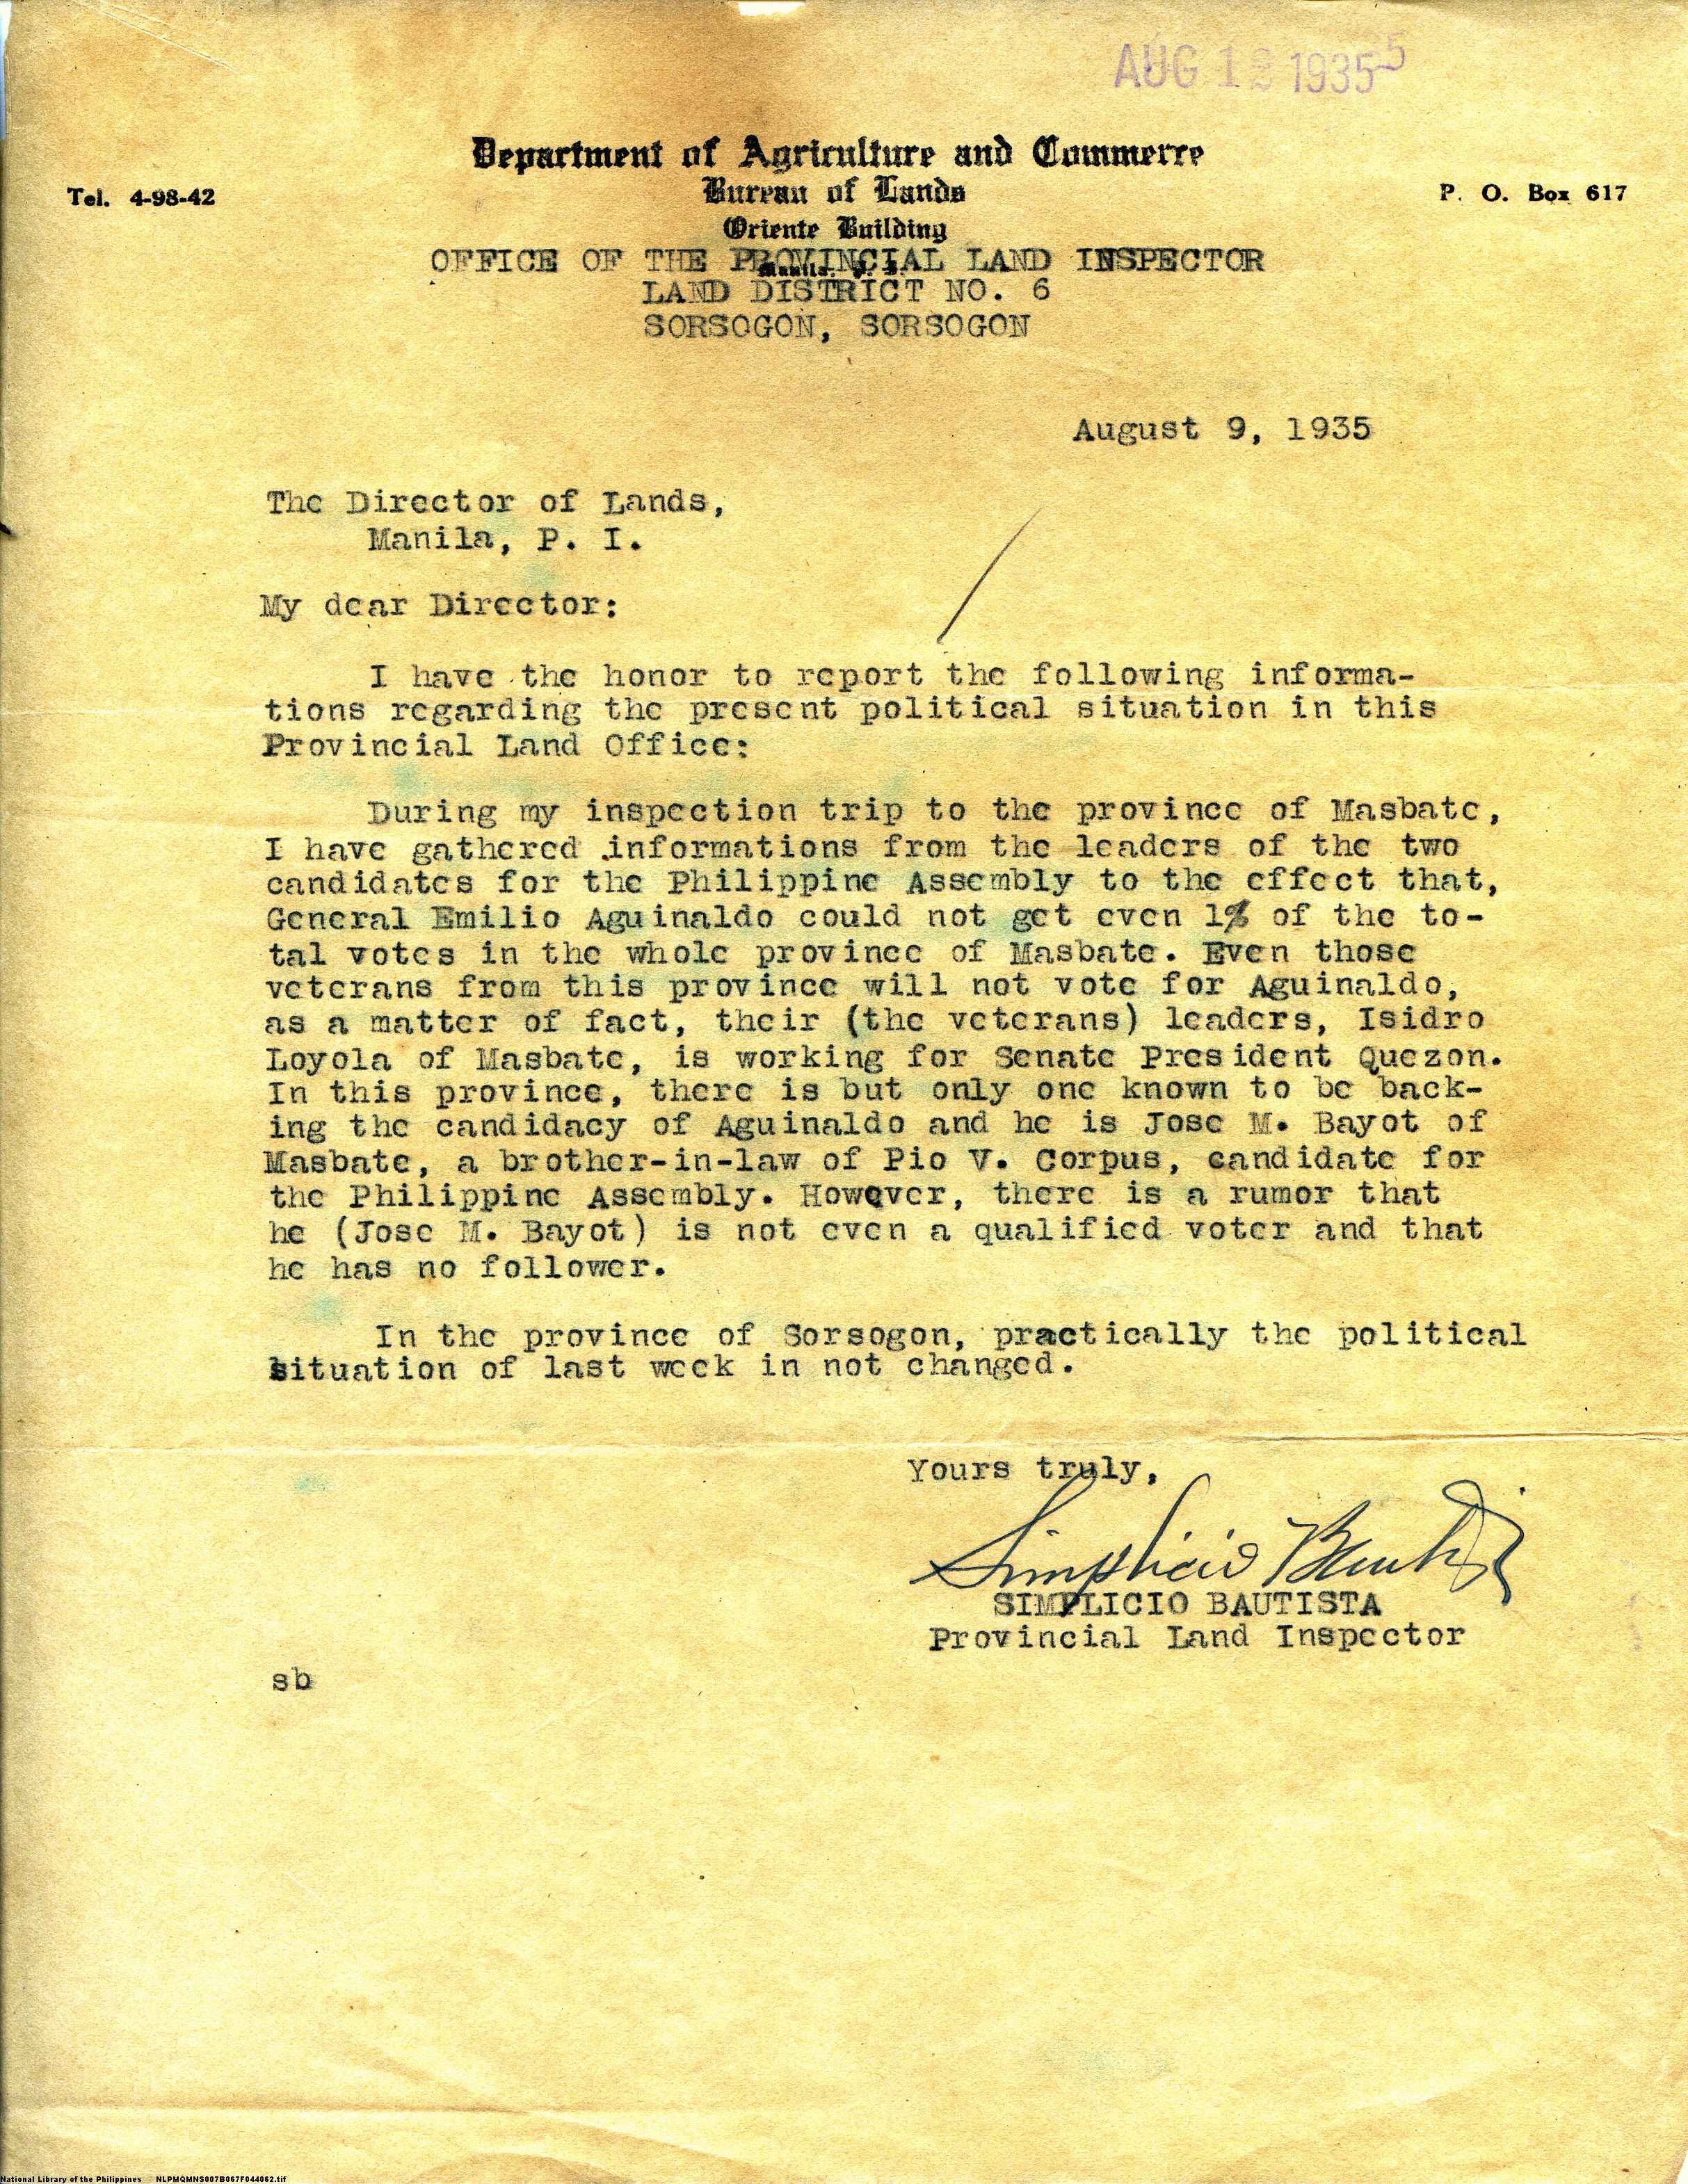 AUG 1 1935
Department of Agriculture and Commerce
Bureau of Lands
Tel. 4-98-42
P. O. Box 617
Oriente Building
OFFICE OF THE PROVINCIAL LAND INSPECTOR
LAND DISTRICT NO. 6
SORSOGON, SORSOGON
August 9, 1935
The Director of Lands,
Manila, P. I.
My dear Director:
I have the honor to report the following informa-
tions regarding the present political situation in this
Provincial Land Office:
During my inspection trip to the province of Masbate,
I have gathered informations from the leaders of the two
candidates for the Philippine Assembly to the effect that,
General Emilio Aguinaldo could not get even 1% of the to-
tal votes in the whole province of Masbate. Even those
veterans from this province will not vote for Aguinaldo,
as a matter of fact, their (the veterans) leaders, Isidro
Loyola of Masbate, is working for Senate President Quezon.
In this province, there is but only one known to be back-
ing the candidacy of Aguinaldo and he is Jose M. Bayot of
Masbate, a brother-in-law of Pio V. Corpus, candidate for
the Philippine Assembly. However, there is a rumor that
he (Jose M. Bayot) is not even a qualified voter and that
he has no follower.
In the province of Sorsogon, practically the political
situation of last week in not changed.
Yours truly,
Simplicio Bautista
SIMPLICIO BAUTISTA
Provincial Land Inspector
sb
National Library of the Philippines NLPMQMNS007B067F044062.tif